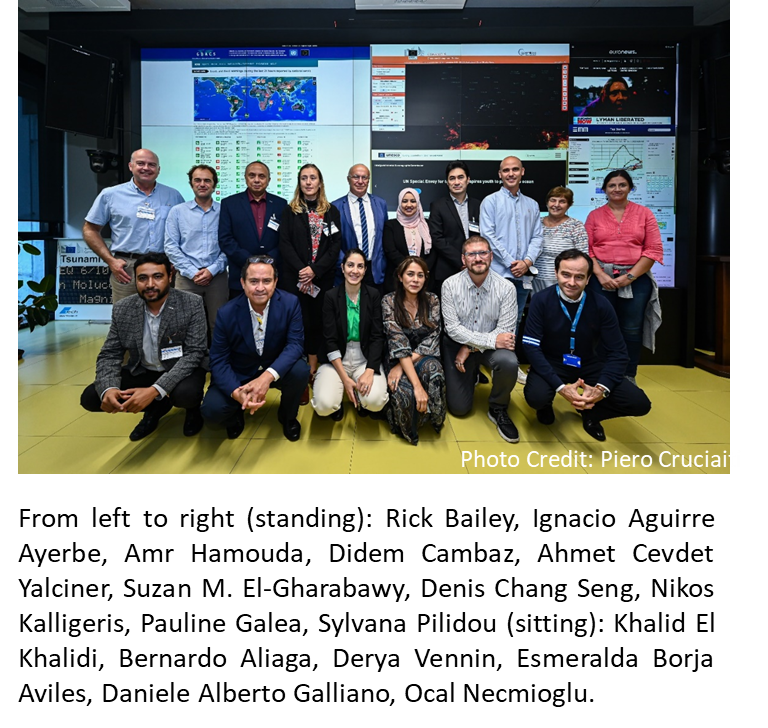 euronews.
LYMAN LIBERATED
Tsunami
EQ 6/10
n Moluc
Magni
Photo Credit: Piero Cruciat
From left to right (standing): Rick Bailey, Ignacio Aguirre
Ayerbe, Amr Hamouda, Didem Cambaz, Ahmet Cevdet
Yalciner, Suzan M. El-Gharabawy, Denis Chang Seng, Nikos
Kalligeris, Pauline Galea, Sylvana Pilidou (sitting): Khalid El
Khalidi, Bernardo Aliaga, Derya Vennin, Esmeralda Borja
Aviles, Daniele Alberto Galliano, Ocal Necmioglu.